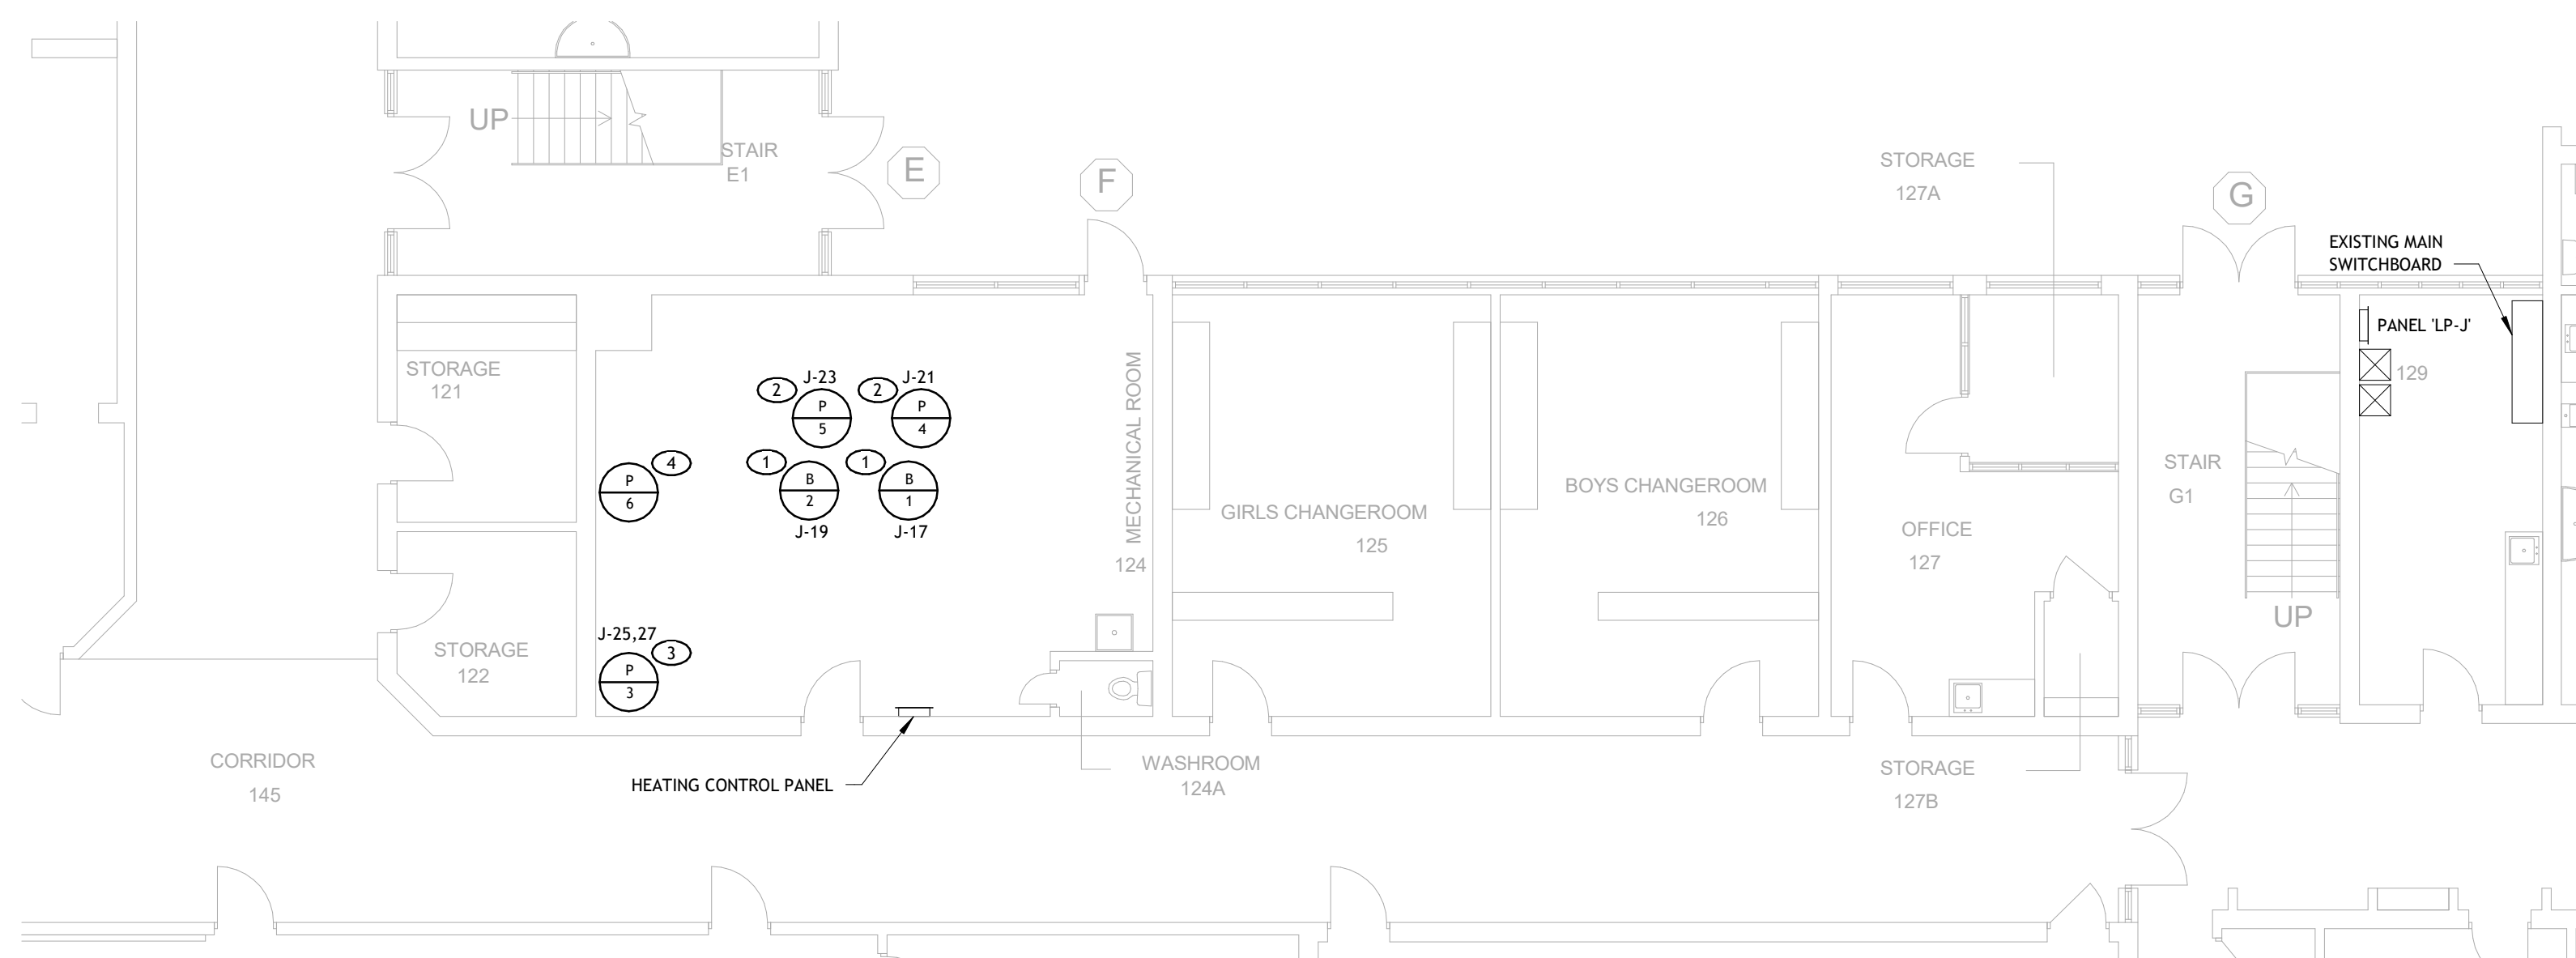 UP
STAIR
E1
E
F
STORAGE
127A
G
EXISTING MAIN
SWITCHBOARD
PANEL 'LP-J'
129
STORAGE
121
2
J-23
2
J-21
P
5
P
4
1
1
4
P
6
B
2
B
1
J-19
J-17
MECHANICAL ROOM
124
GIRLS CHANGEROOM
125
BOYS CHANGEROOM
126
OFFICE
127
STAIR
G1
UP
STORAGE
122
J-25,27
3
P
3
CORRIDOR
145
HEATING CONTROL PANEL
WASHROOM
124A
STORAGE
127B